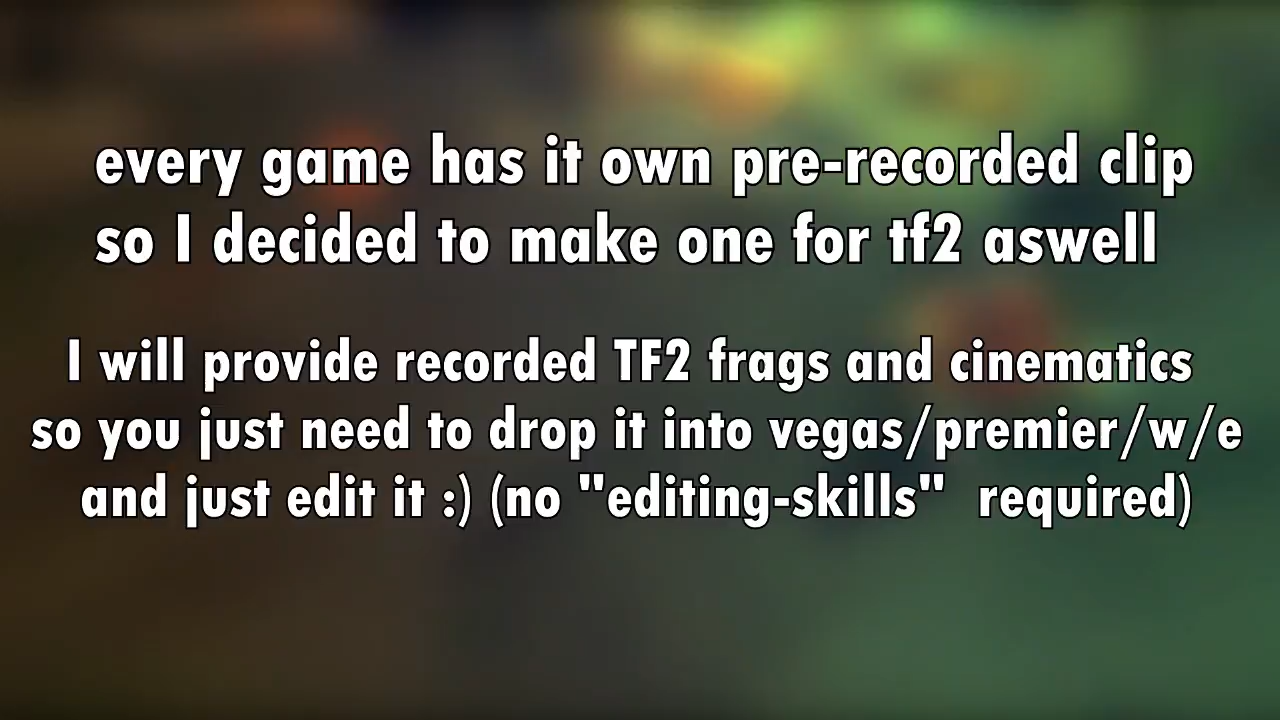 every game has it own pre-recorded clip
so I decided to make one for tf2 aswell
I will provide recorded TF2 frags and cinematics
so you just need to drop it into vegas/premier/w/e
and just edit it :) (no "editing-skills" required)